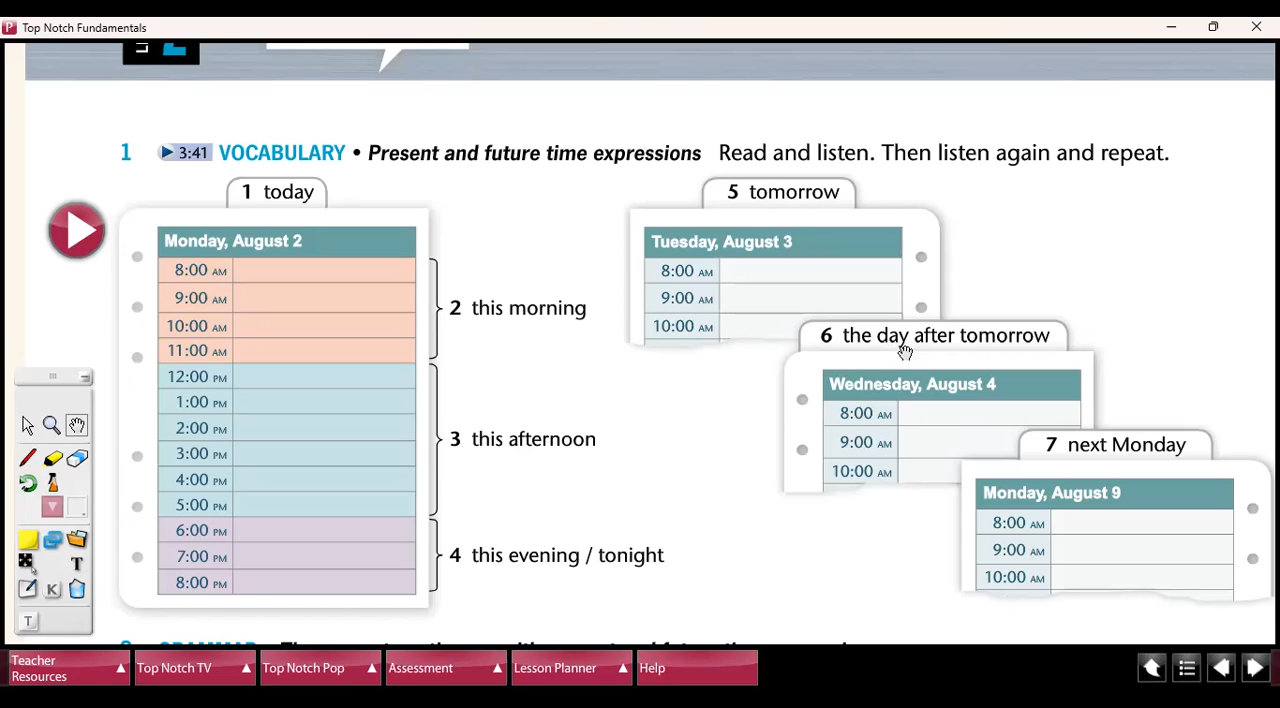 Top Notch Fundamentals
1 3:41 VOCABULARY • Present and future time expressions Read and listen. Then listen again and repeat.
1 today
Monday, August 2
8:00 AM
9:00 AM
10:00 AM
11:00 AM
12:00 PM
1:00 PM
2:00 PM
3:00 PM
4:00 PM
5:00 PM
6:00 PM
7:00 PM
8:00 PM
2 this morning
3 this afternoon
4 this evening / tonight
5 tomorrow
Tuesday, August 3
8:00 AM
9:00 AM
10:00 AM
6 the day after tomorrow
Wednesday, August 4
8:00 AM
9:00 AM
10:00 AM
7 next Monday
Monday, August 9
8:00 AM
9:00 AM
10:00 AM
T
K
T
Teacher
Resources
Top Notch TV
Top Notch Pop
Assessment
Lesson Planner
Help